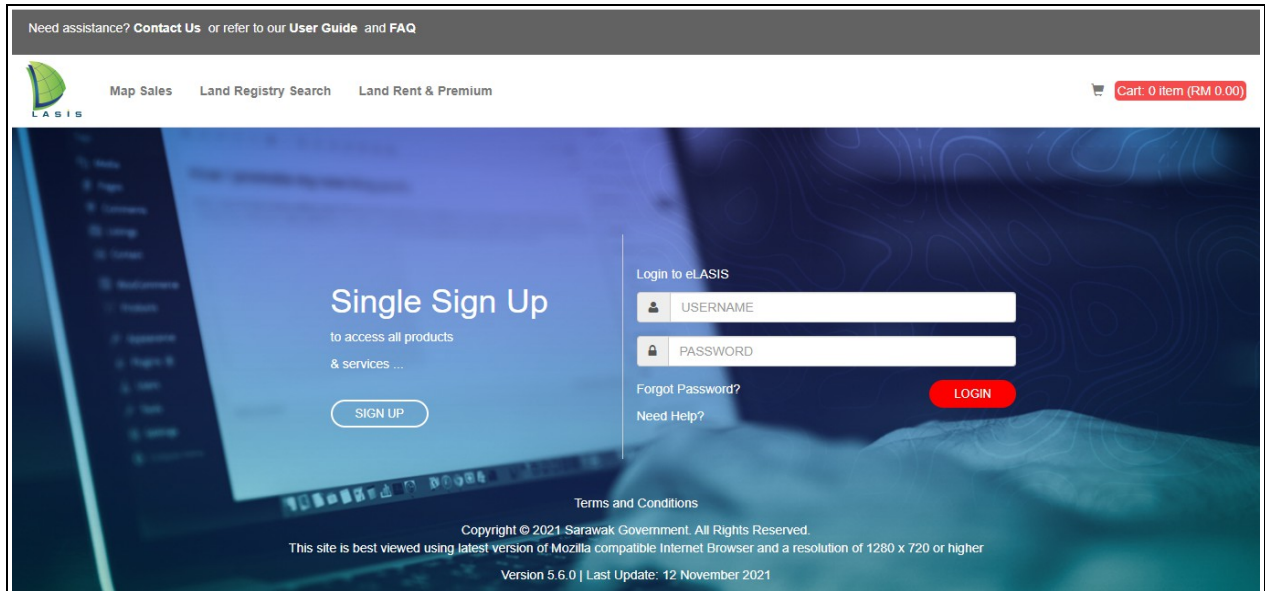 Need assistance? Contact Us or refer to our User Guide and FAQ
LASIS
Map Sales Land Registry Search Land Rent & Premium
Cart: 0 item (RM 0.00)
Single Sign Up
to access all products
& services ...
SIGN UP
Login to eLASIS
USERNAME
PASSWORD
Forgot Password?
LOGIN
Need Help?
Terms and Conditions
Copyright © 2021 Sarawak Government. All Rights Reserved.
This site is best viewed using latest version of Mozilla compatible Internet Browser and a resolution of 1280 x 720 or higher
Version 5.6.0 | Last Update: 12 November 2021